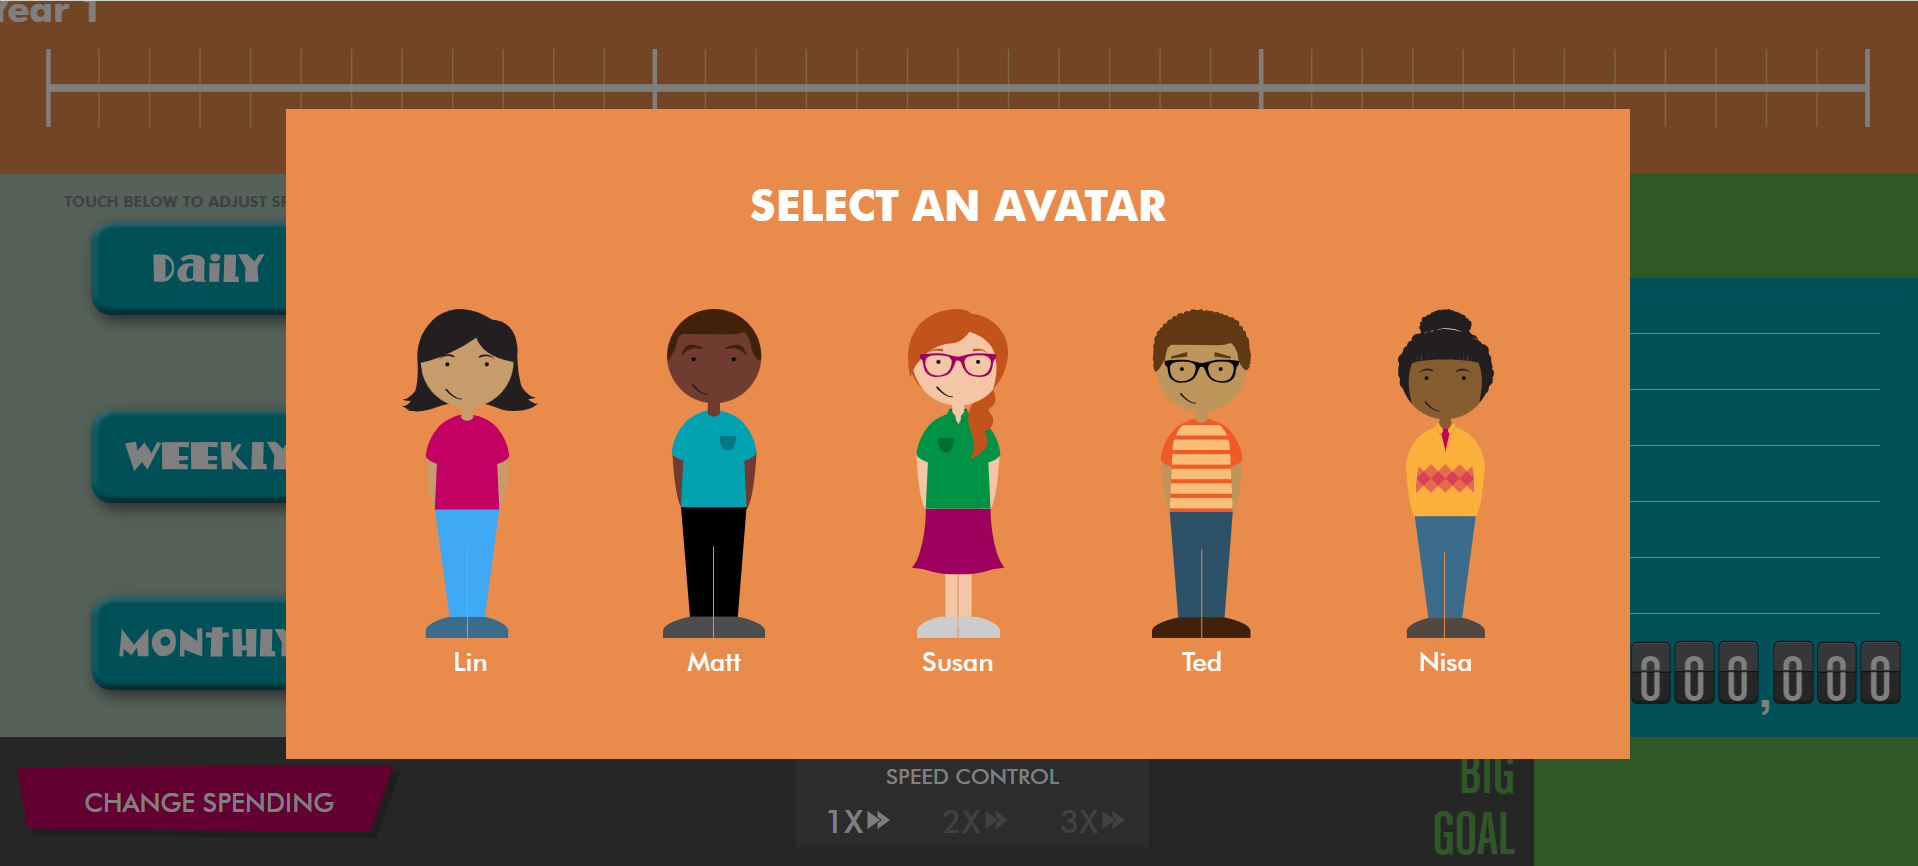 Year 1
SELECT AN AVATAR
TOUCH BELOW TO ADJUST
DAILY
WEEKLY
MONTHLY
Lin
Matt
Susan
Ted
Nisa
000,000
CHANGE SPENDING
SPEED CONTROL
1X 2X 3X
BIG
GOAL